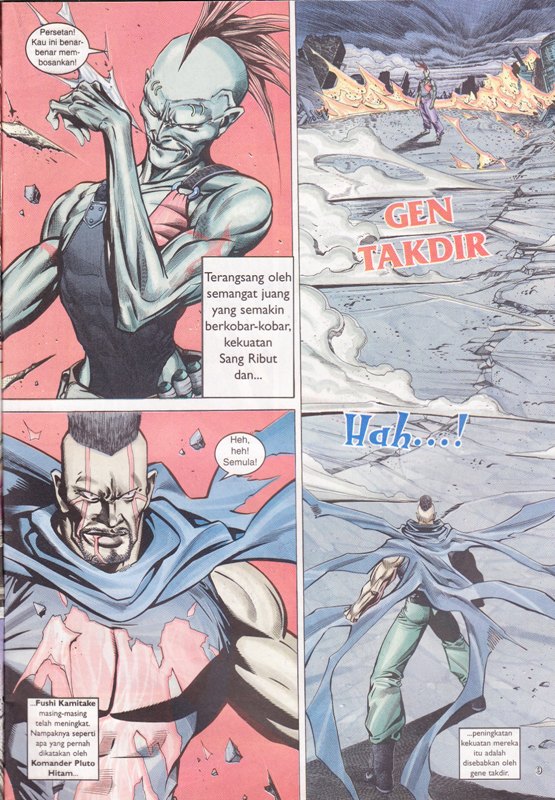 Persetan!
Kau ini benar-
benar mem-
bosankan!
Terangsang oleh
semangat juang
yang semakin
berkobar-kobar,
kekuatan
Sang Ribut
dan...
Heh,
heh!
Semula!
...Fushi Kamitake
masing-masing
telah meningkat.
Nampaknya seperti
apa yang pernah
dikatakan oleh
Komander Pluto
Hitam...
GEN
TAKDIR
Hah...!
...peningkatan
kekuatan mereka
itu adalah
disebabkan oleh
gene takdir.
9